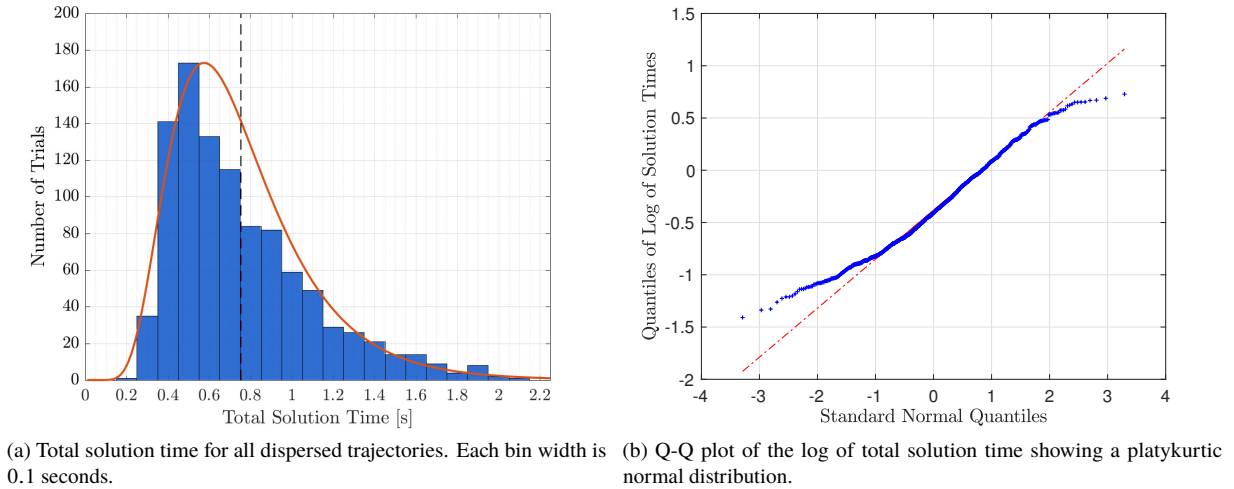 200
180
160
140
120
100
80
60
40
20
0
Number of Trials
0 0.2 0.4 0.6 0.8 1 1.2 1.4 1.6 1.8 2 2.2
Total Solution Time [s]
(a) Total solution time for all dispersed trajectories. Each bin width is
0.1 seconds.
1.5
1
0.5
0
-0.5
-1
-1.5
-2
Quantiles of Log of Solution Times
-4 -3 -2 -1 0 1 2 3 4
Standard Normal Quantiles
(b) Q-Q plot of the log of total solution time showing a platykurtic
normal distribution.